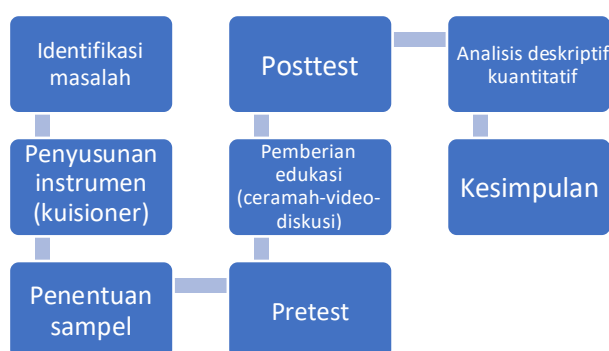 Identifikasi
masalah
Penyusunan
instrumen
(kuisioner)
Penentuan
sampel
Pretest
Pemberian
edukasi
(ceramah-video-
diskusi)
Posttest
Analisis deskriptif
kuantitatif
Kesimpulan